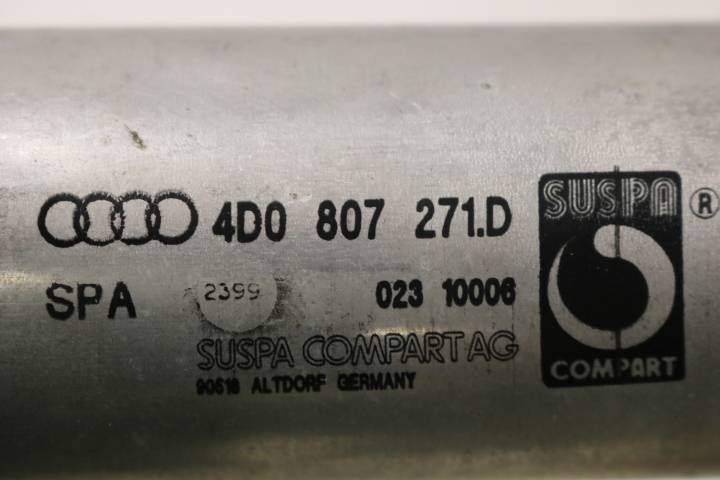 4D0 807 271.D
SPA 2399 023 10006
SUSPA COMPART AG
90518 ALTDORF GERMANY
SUSPA ®
COMPART